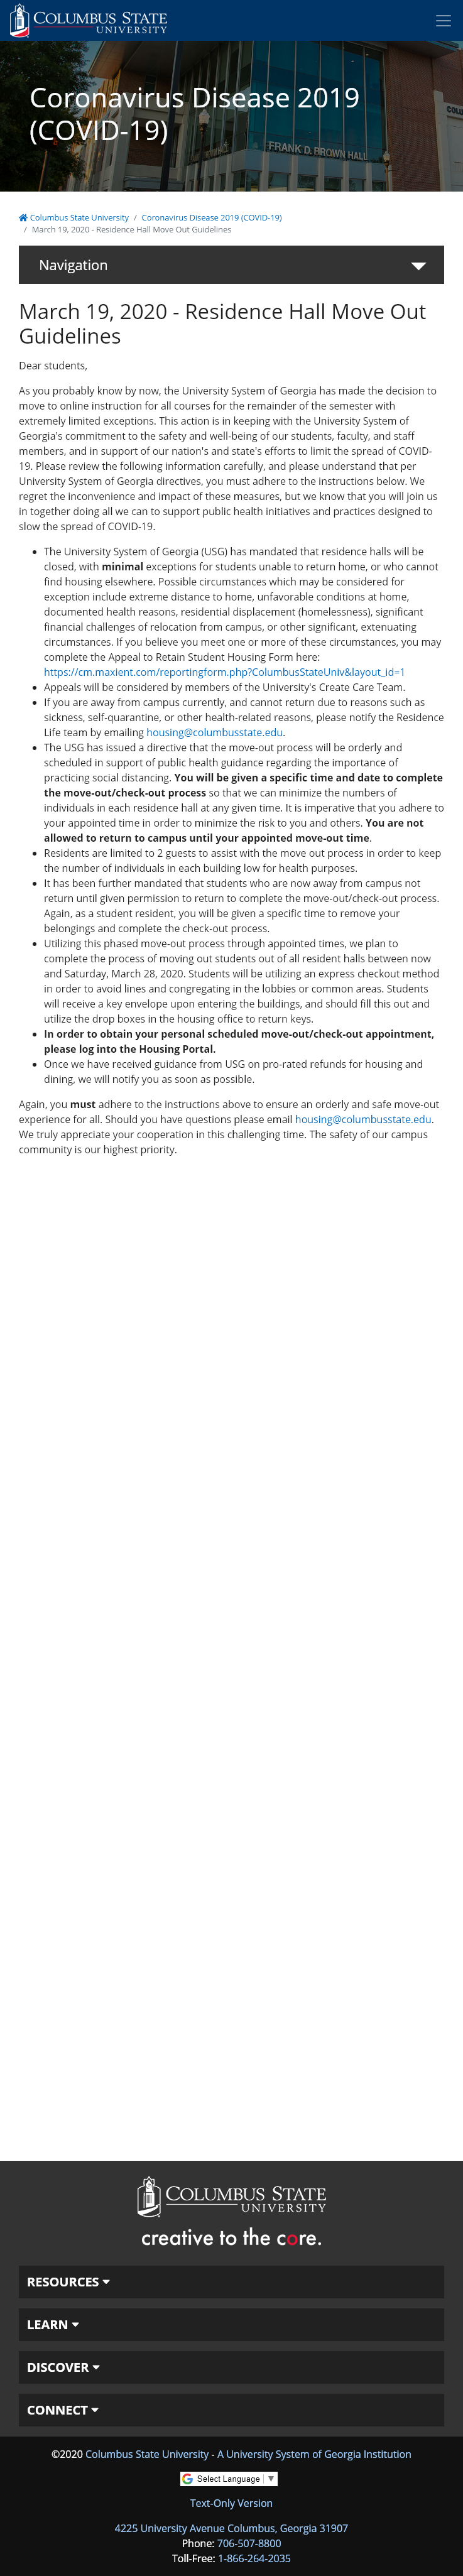 COLUMBUS STATE
UNIVERSITY
Coronavirus Disease 2019
(COVID-19)
FRANK D. BROWN HALL
Columbus State University / Coronavirus Disease 2019 (COVID-19)
/ March 19, 2020 - Residence Hall Move Out Guidelines
Navigation
March 19, 2020 - Residence Hall Move Out
Guidelines
Dear students,
As you probably know by now, the University System of Georgia has made the decision to
move to online instruction for all courses for the remainder of the semester with
extremely limited exceptions. This action is in keeping with the University System of
Georgia's commitment to the safety and well-being of our students, faculty, and staff
members, and in support of our nation's and state's efforts to limit the spread of COVID-
19. Please review the following information carefully, and please understand that per
University System of Georgia directives, you must adhere to the instructions below. We
regret the inconvenience and impact of these measures, but we know that you will join us
in together doing all we can to support public health initiatives and practices designed to
slow the spread of COVID-19.
• The University System of Georgia (USG) has mandated that residence halls will be
closed, with minimal exceptions for students unable to return home, or who cannot
find housing elsewhere. Possible circumstances which may be considered for
exception include extreme distance to home, unfavorable conditions at home,
documented health reasons, residential displacement (homelessness), significant
financial challenges of relocation from campus, or other significant, extenuating
circumstances. If you believe you meet one or more of these circumstances, you may
complete the Appeal to Retain Student Housing Form here:
https://cm.maxient.com/reportingform.php?ColumbusStateUniv&layout_id=1
• Appeals will be considered by members of the University's Create Care Team.
• If you are away from campus currently, and cannot return due to reasons such as
sickness, self-quarantine, or other health-related reasons, please notify the Residence
Life team by emailing housing@columbusstate.edu.
• The USG has issued a directive that the move-out process will be orderly and
scheduled in support of public health guidance regarding the importance of
practicing social distancing. You will be given a specific time and date to complete
the move-out/check-out process so that we can minimize the numbers of
individuals in each residence hall at any given time. It is imperative that you adhere to
your appointed time in order to minimize the risk to you and others. You are not
allowed to return to campus until your appointed move-out time.
• Residents are limited to 2 guests to assist with the move out process in order to keep
the number of individuals in each building low for health purposes.
• It has been further mandated that students who are now away from campus not
return until given permission to return to complete the move-out/check-out process.
Again, as a student resident, you will be given a specific time to remove your
belongings and complete the check-out process.
• Utilizing this phased move-out process through appointed times, we plan to
complete the process of moving out students out of all resident halls between now
and Saturday, March 28, 2020. Students will be utilizing an express checkout method
in order to avoid lines and congregating in the lobbies or common areas. Students
will receive a key envelope upon entering the buildings, and should fill this out and
utilize the drop boxes in the housing office to return keys.
• In order to obtain your personal scheduled move-out/check-out appointment,
please log into the Housing Portal.
• Once we have received guidance from USG on pro-rated refunds for housing and
dining, we will notify you as soon as possible.
Again, you must adhere to the instructions above to ensure an orderly and safe move-out
experience for all. Should you have questions please email housing@columbusstate.edu.
We truly appreciate your cooperation in this challenging time. The safety of our campus
community is our highest priority.
COLUMBUS STATE
UNIVERSITY
creative to the core.
RESOURCES
LEARN
DISCOVER
CONNECT
©2020 Columbus State University - A University System of Georgia Institution
Select Language ▼
Text-Only Version
4225 University Avenue Columbus, Georgia 31907
Phone: 706-507-8800
Toll-Free: 1-866-264-2035